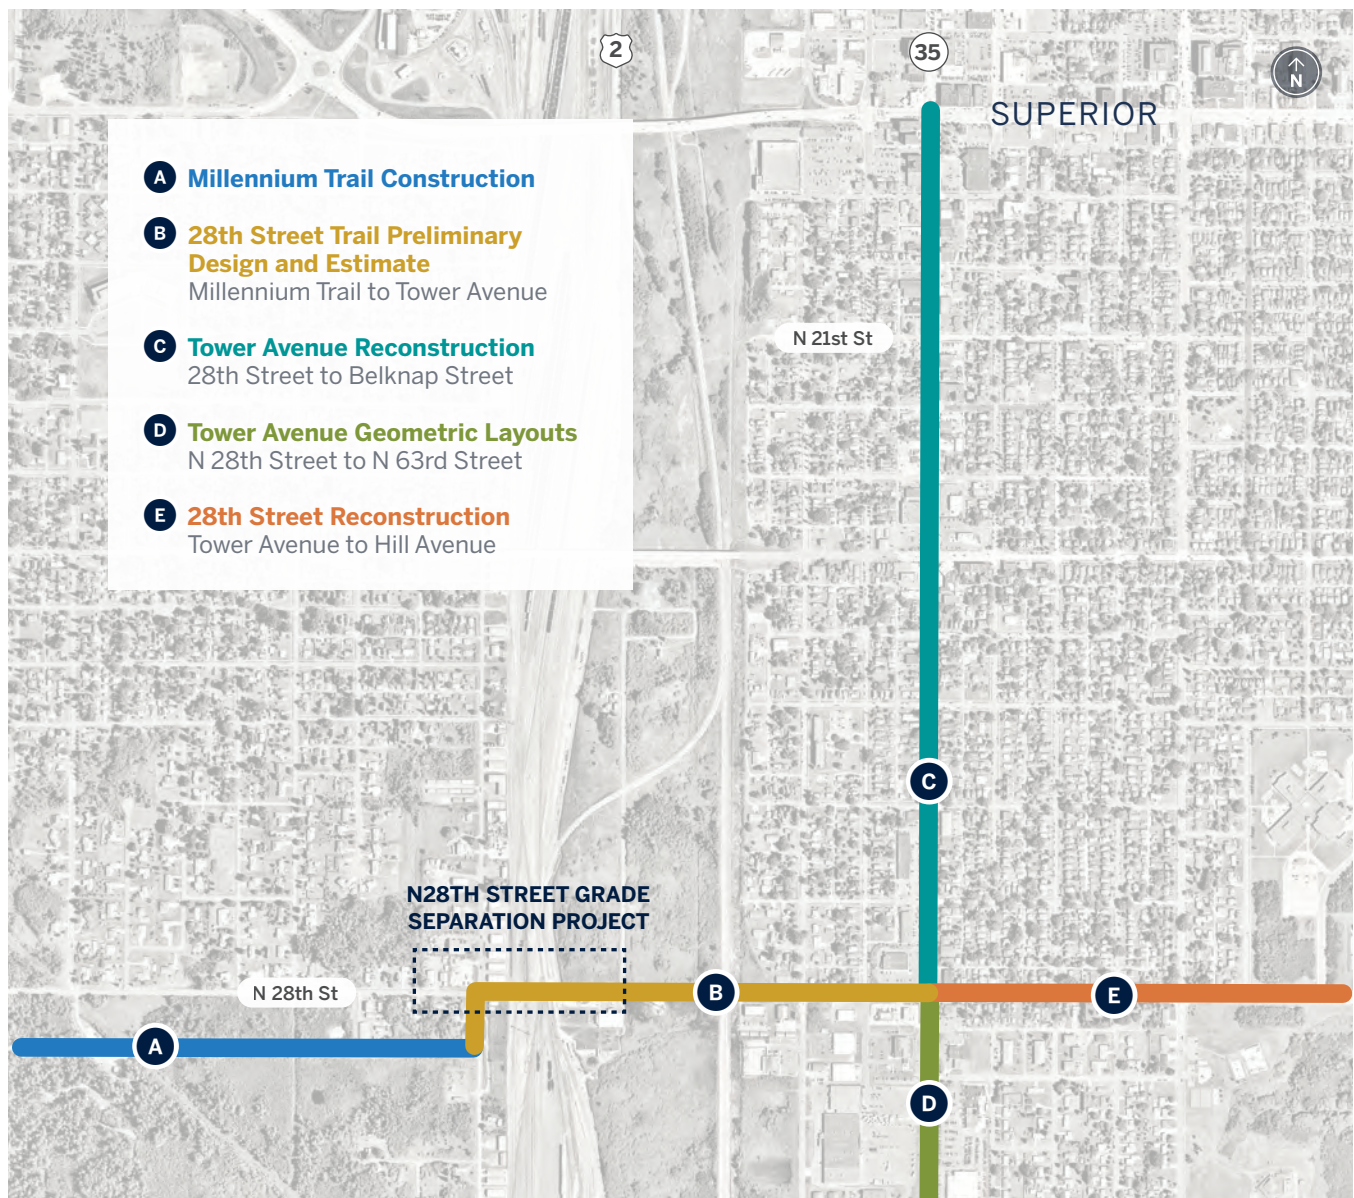 2
35
N
SUPERIOR
A Millennium Trail Construction
B 28th Street Trail Preliminary
Design and Estimate
Millennium Trail to Tower Avenue
C Tower Avenue Reconstruction
28th Street to Belknap Street
D Tower Avenue Geometric Layouts
N 28th Street to N 63rd Street
E 28th Street Reconstruction
Tower Avenue to Hill Avenue
N 21st St
C
N28TH STREET GRADE
SEPARATION PROJECT
N 28th St
B
E
A
D